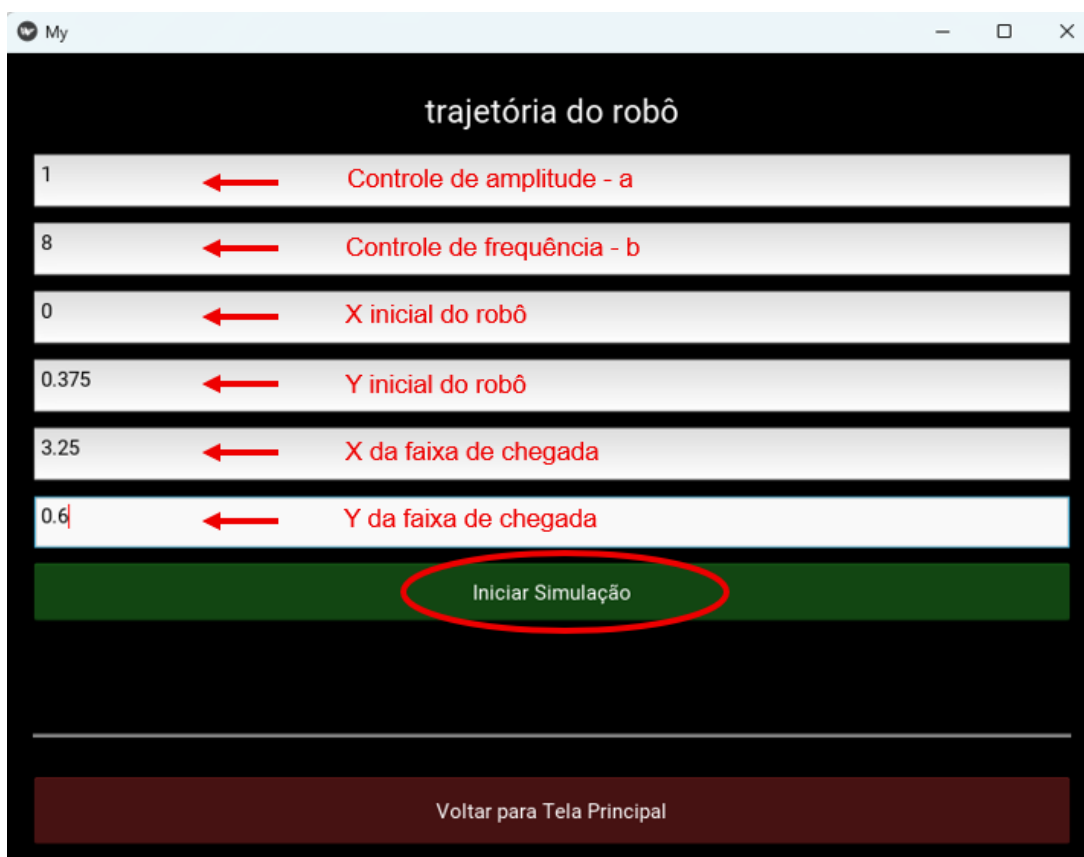 My
trajetória do robô
1 Controle de amplitude - a
8 Controle de frequência - b
0 X inicial do robô
0.375 Y inicial do robô
3.25 X da faixa de chegada
0.6 Y da faixa de chegada
Iniciar Simulação
Voltar para Tela Principal